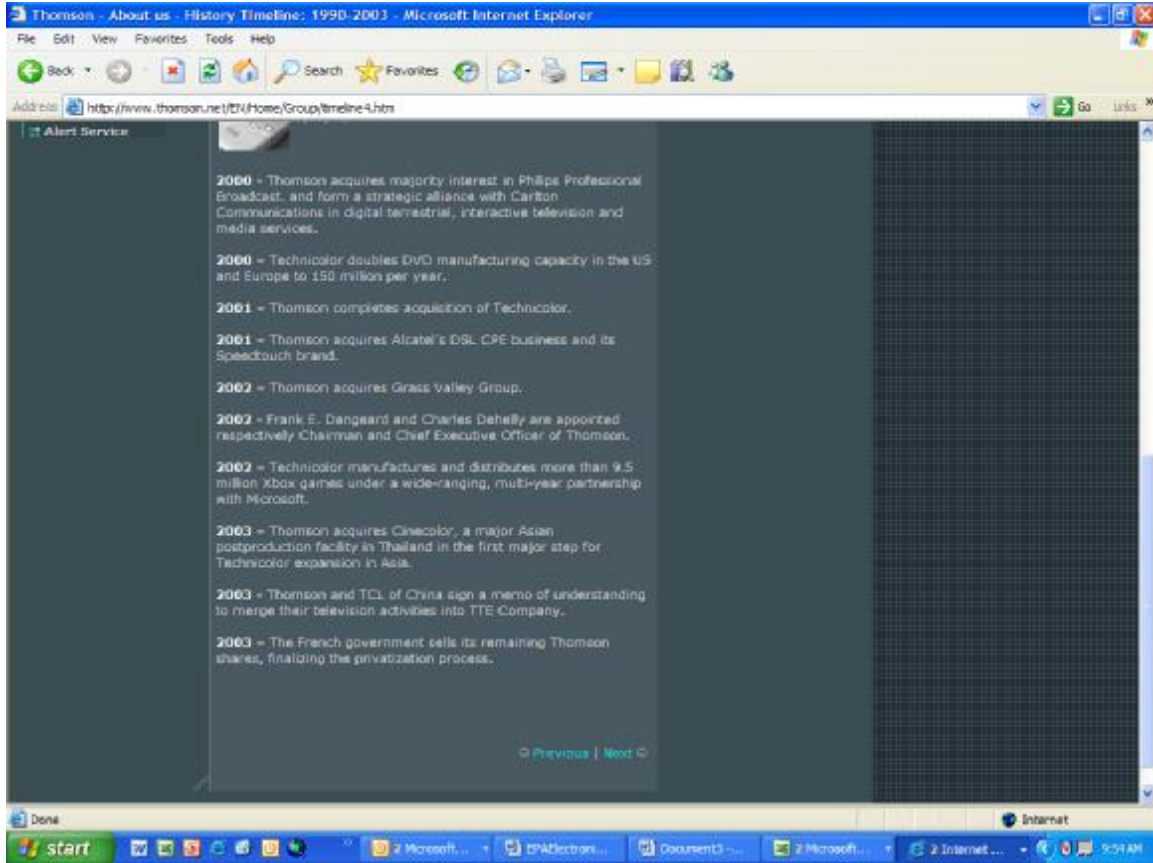 Thomson - About us - History Timeline: 1990-2003 - Microsoft Internet Explorer
File Edit View Favorites Tools Help
Back Search Favorites
Address http://www.thomson.net/EN/Home/Group/timeline4.htm Go Links »
Alert Service
2000 - Thomson acquires majority interest in Philips Professional
Broadcast, and form a strategic alliance with Carlton
Communications in digital terrestrial, interactive television and
media services.
2000 - Technicolor doubles DVD manufacturing capacity in the US
and Europe to 150 million per year.
2001 - Thomson completes acquisition of Technicolor.
2001 - Thomson acquires Alcatel's DSL CPE business and its
Speedtouch brand.
2002 - Thomson acquires Grass Valley Group.
2002 - Frank E. Dangeard and Charles Dehelly are appointed
respectively Chairman and Chief Executive Officer of Thomson.
2002 - Technicolor manufactures and distributes more than 9.5
million Xbox games under a wide-ranging, multi-year partnership
with Microsoft.
2003 - Thomson acquires Cinecolor, a major Asian
postproduction facility in Thailand in the first major step for
Technicolor expansion in Asia.
2003 - Thomson and TCL of China sign a memo of understanding
to merge their television activities into TTE Company.
2003 - The French government sells its remaining Thomson
shares, finalizing the privatization process.
Previous | Next
Done Internet
start 2 Microsoft... EPAElectroni... Document3 -... 2 Microsoft... 2 Internet ... 9:54 AM